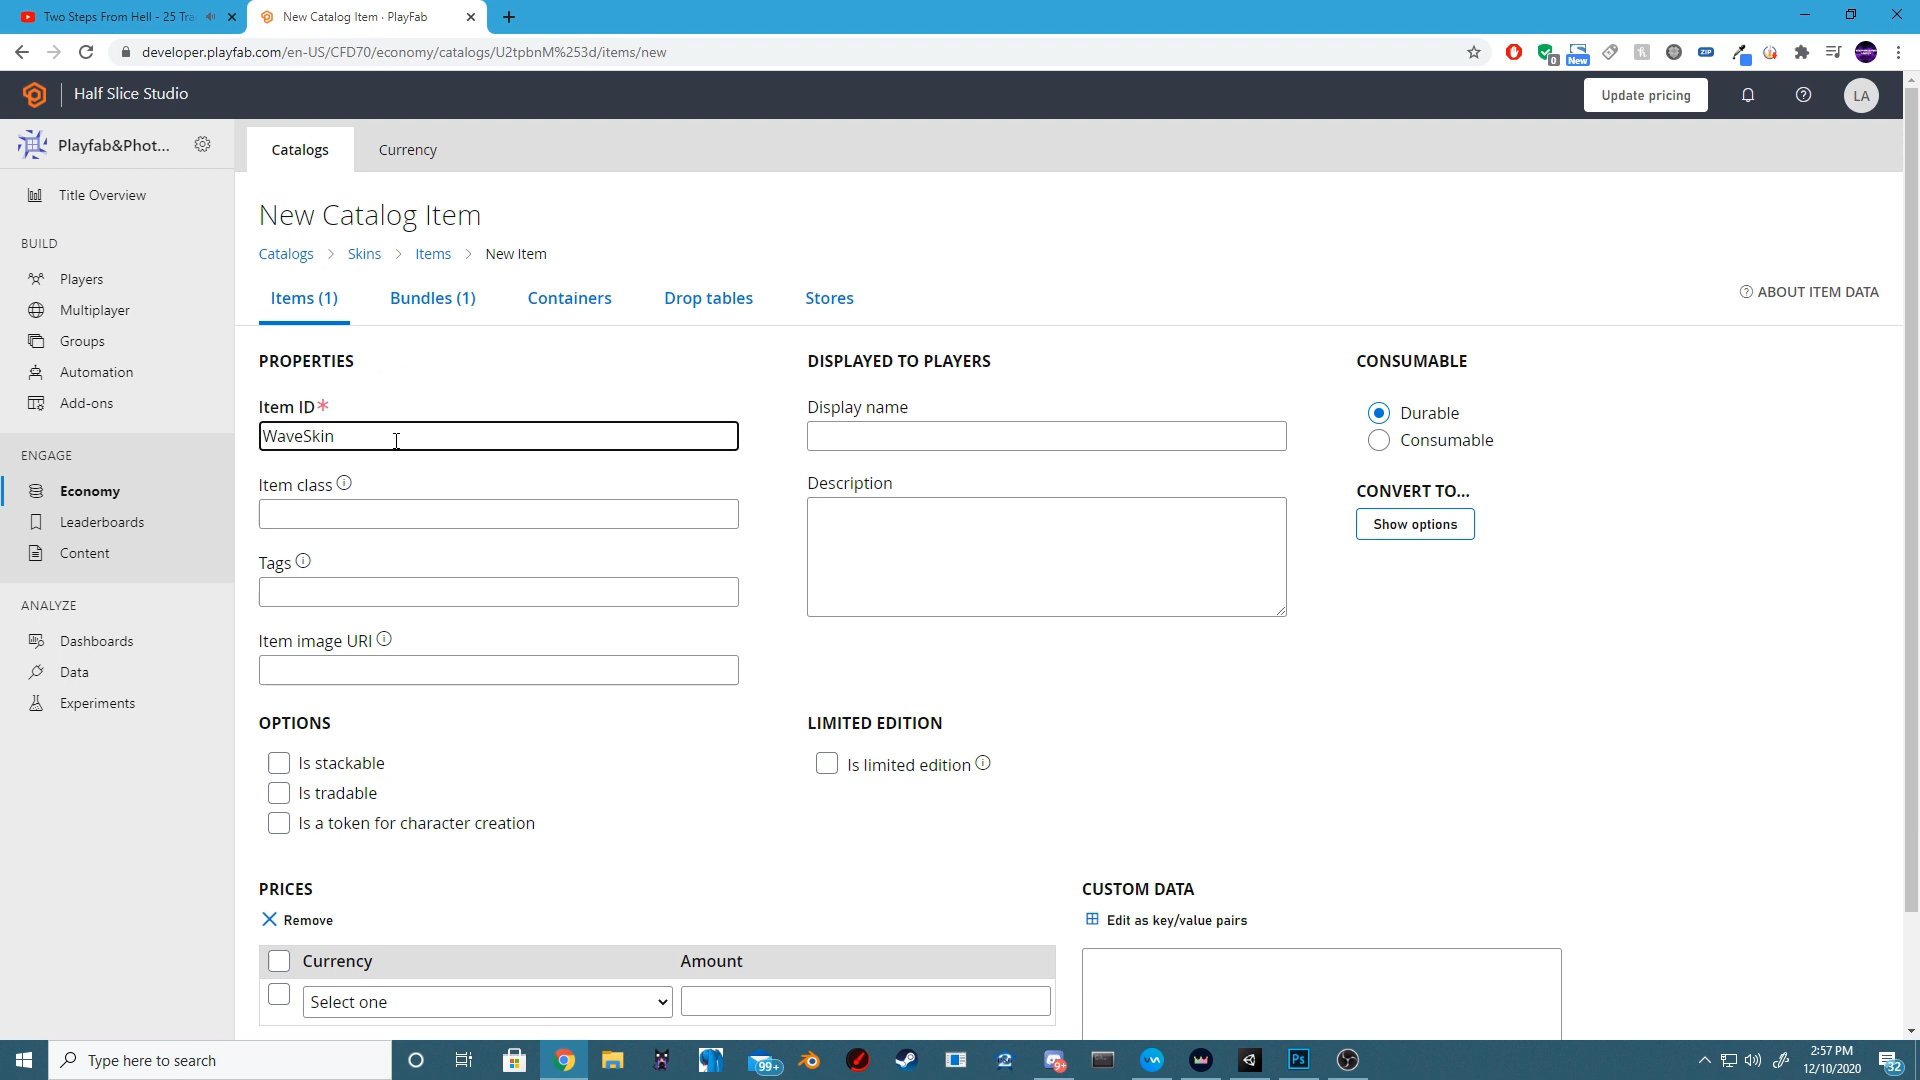 Two Steps From Hell - 25 Tra
New Catalog Item · PlayFab
developer.playfab.com/en-US/CFD70/economy/catalogs/U2tpbnM%253d/items/new
0
New
ZIP
Half Slice Studio
Update pricing
LA
Playfab&Phot...
Catalogs
Currency
Title Overview
BUILD
Players
Multiplayer
Groups
Automation
Add-ons
ENGAGE
Economy
Leaderboards
Content
ANALYZE
Dashboards
Data
Experiments
New Catalog Item
Catalogs > Skins > Items > New Item
Items (1)
Bundles (1)
Containers
Drop tables
Stores
ABOUT ITEM DATA
PROPERTIES
Item ID*
WaveSkin
Item class
Tags
Item image URI
DISPLAYED TO PLAYERS
Display name
Description
CONSUMABLE
Durable
Consumable
CONVERT TO...
Show options
OPTIONS
Is stackable
Is tradable
Is a token for character creation
LIMITED EDITION
Is limited edition
PRICES
Remove
Currency
Amount
Select one
CUSTOM DATA
Edit as key/value pairs
Type here to search
99+
Ps
2:57 PM
12/10/2020
32